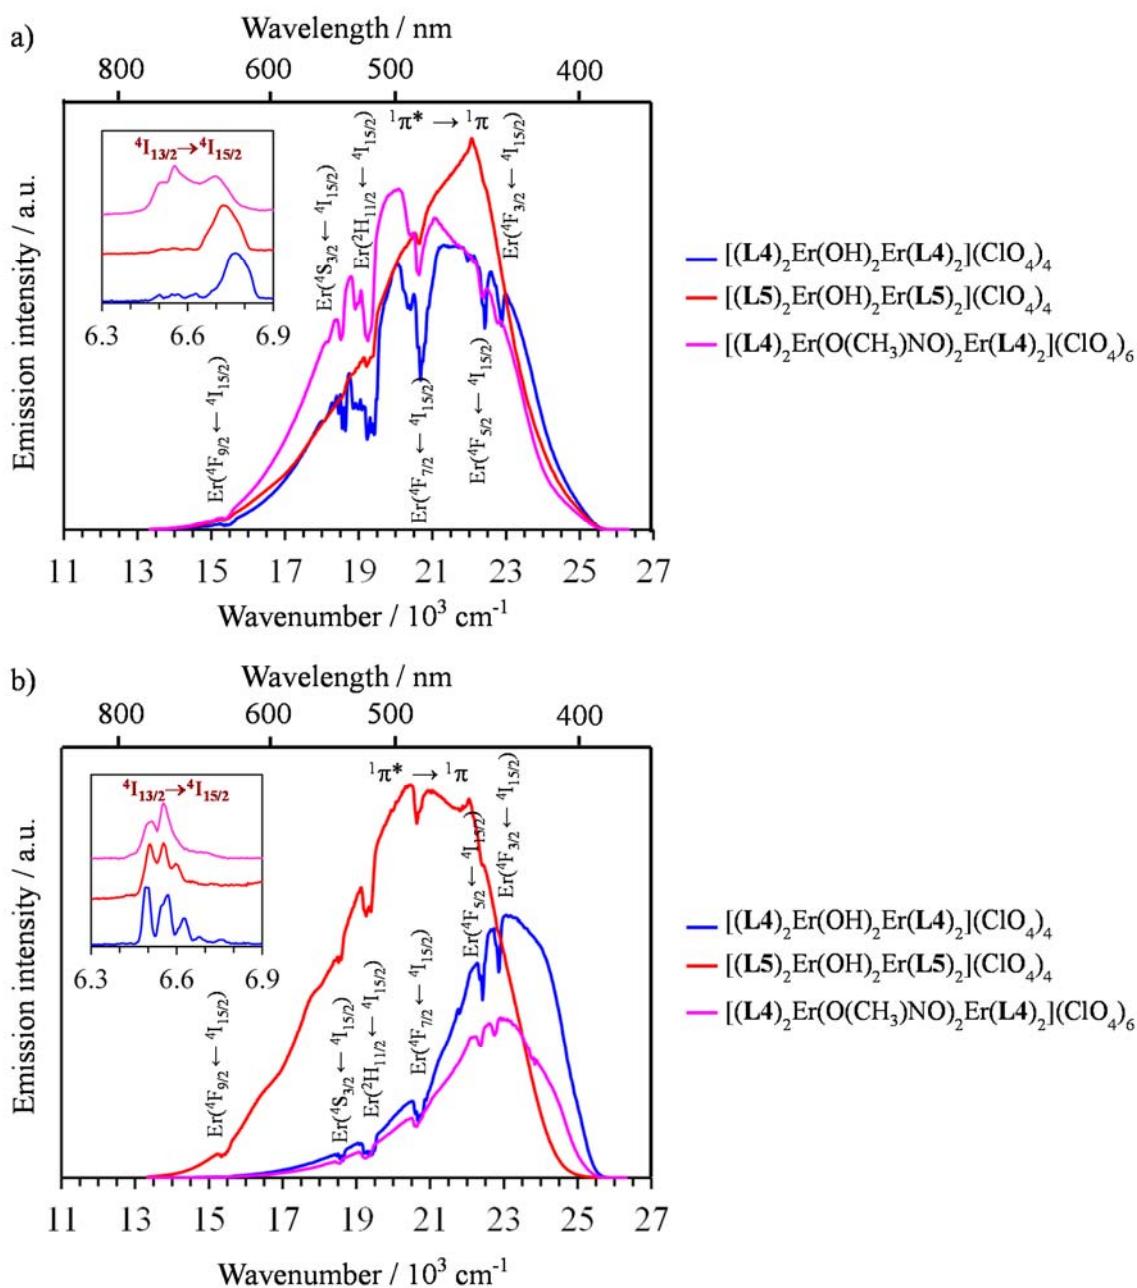 a)
Wavelength / nm
800 600 500 400
Emission intensity / a.u.
⁴I₁₃/₂→⁴I₁₅/₂
6.3 6.6 6.9
¹π* → ¹π
Er(⁴F₉/₂ ← ⁴I₁₅/₂)
Er(⁴S₃/₂ ← ⁴I₁₅/₂)
Er(²H₁₁/₂ ← ⁴I₁₅/₂)
Er(⁴F₇/₂ ← ⁴I₁₅/₂)
Er(⁴F₅/₂ ← ⁴I₁₅/₂)
Er(⁴F₃/₂ ← ⁴I₁₅/₂)
[(L4)₂Er(OH)₂Er(L4)₂](ClO₄)₄
[(L5)₂Er(OH)₂Er(L5)₂](ClO₄)₄
[(L4)₂Er(O(CH₃)NO)₂Er(L4)₂](ClO₄)₆
11 13 15 17 19 21 23 25 27
Wavenumber / 10³ cm⁻¹
b)
Wavelength / nm
800 600 500 400
Emission intensity / a.u.
⁴I₁₃/₂→⁴I₁₅/₂
6.3 6.6 6.9
¹π* → ¹π
Er(⁴F₉/₂ ← ⁴I₁₅/₂)
Er(⁴S₃/₂ ← ⁴I₁₅/₂)
Er(²H₁₁/₂ ← ⁴I₁₅/₂)
Er(⁴F₇/₂ ← ⁴I₁₅/₂)
Er(⁴F₅/₂ ← ⁴I₁₅/₂)
Er(⁴F₃/₂ ← ⁴I₁₅/₂)
[(L4)₂Er(OH)₂Er(L4)₂](ClO₄)₄
[(L5)₂Er(OH)₂Er(L5)₂](ClO₄)₄
[(L4)₂Er(O(CH₃)NO)₂Er(L4)₂](ClO₄)₆
11 13 15 17 19 21 23 25 27
Wavenumber / 10³ cm⁻¹